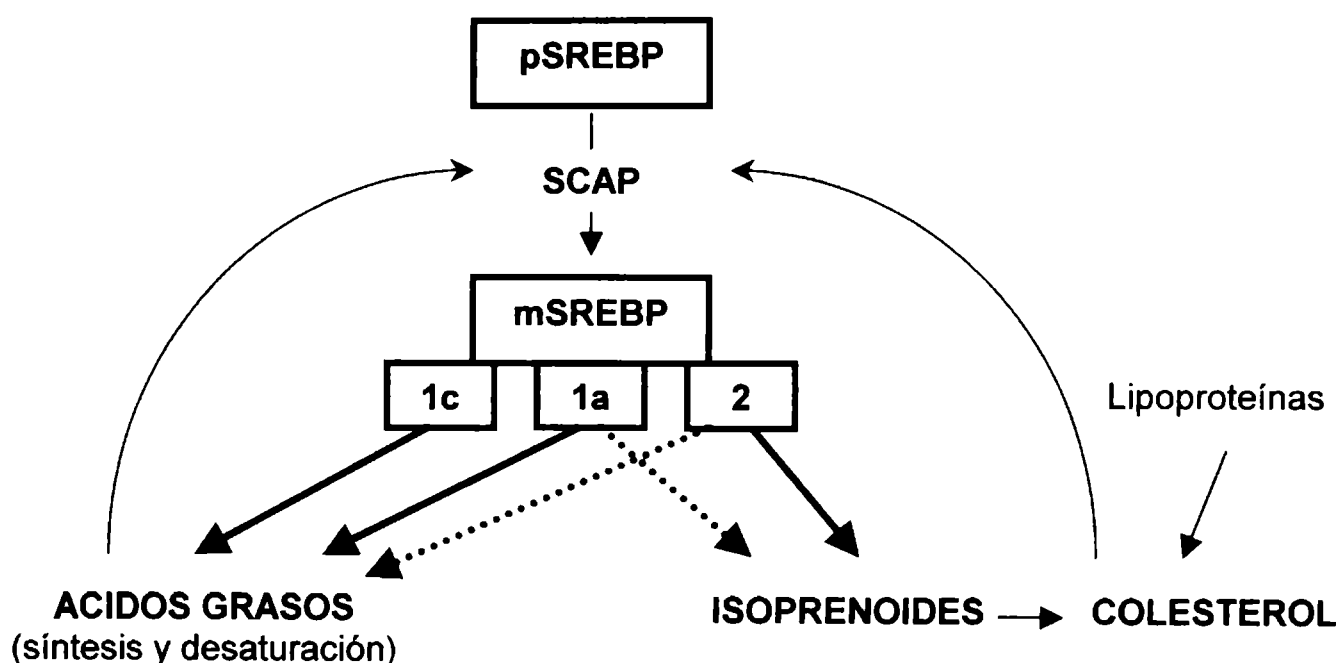 pSREBP
SCAP
mSREBP
1c 1a 2
Lipoproteínas
ACIDOS GRASOS
(síntesis y desaturación)
ISOPRENOIDES
COLESTEROL